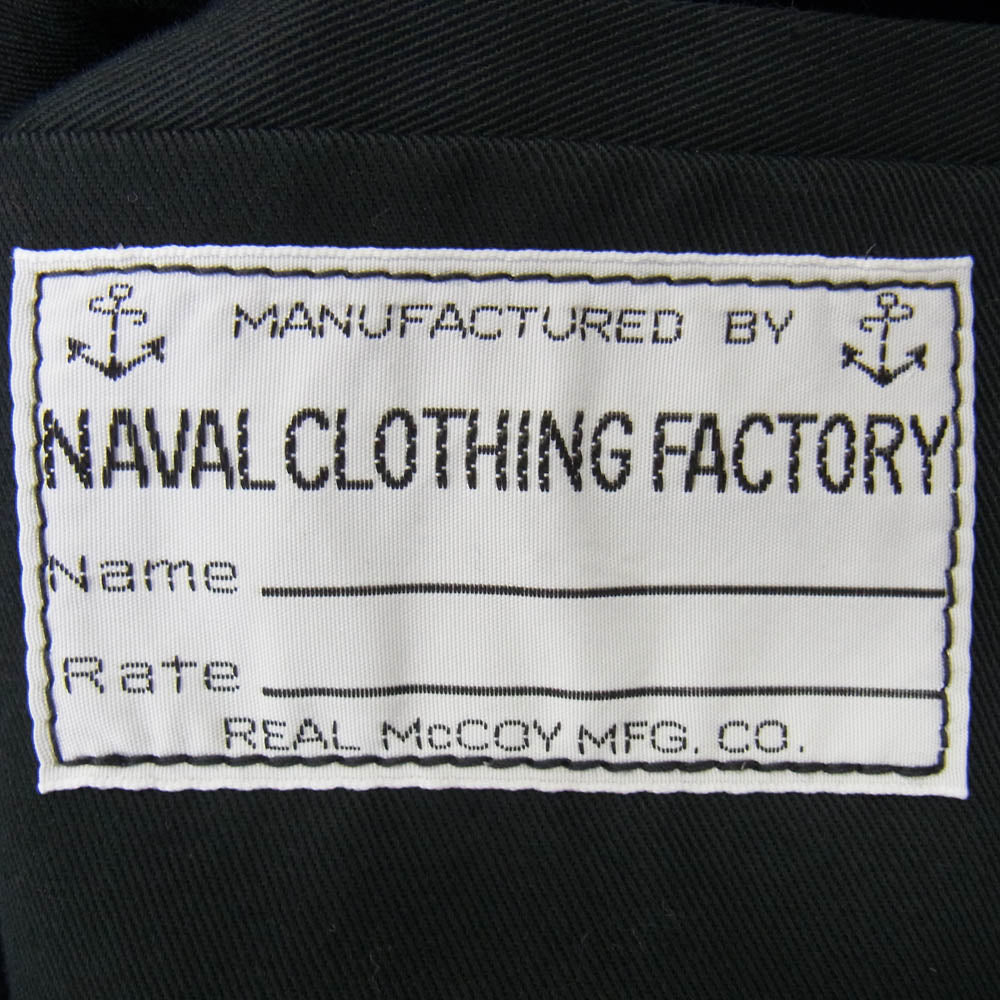 MANUFACTURED BY
NAVAL CLOTHING FACTORY
Name
Rate
REAL McCOY MFG. CO.